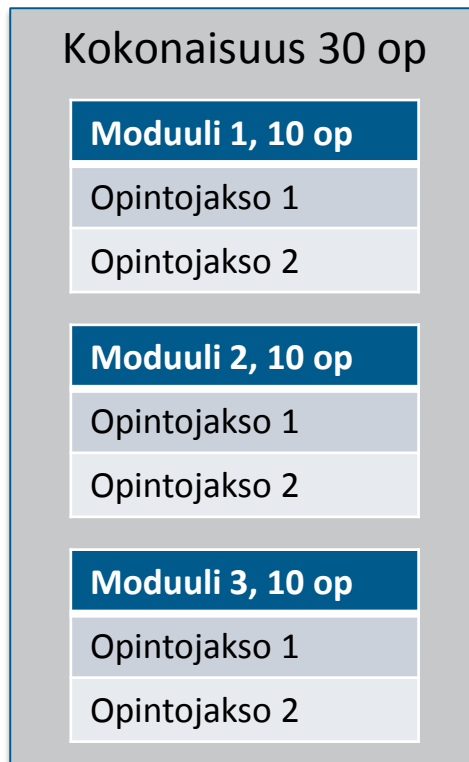 Kokonaisuus 30 op
Moduuli 1, 10 op
Opintojakso 1
Opintojakso 2
Moduuli 2, 10 op
Opintojakso 1
Opintojakso 2
Moduuli 3, 10 op
Opintojakso 1
Opintojakso 2